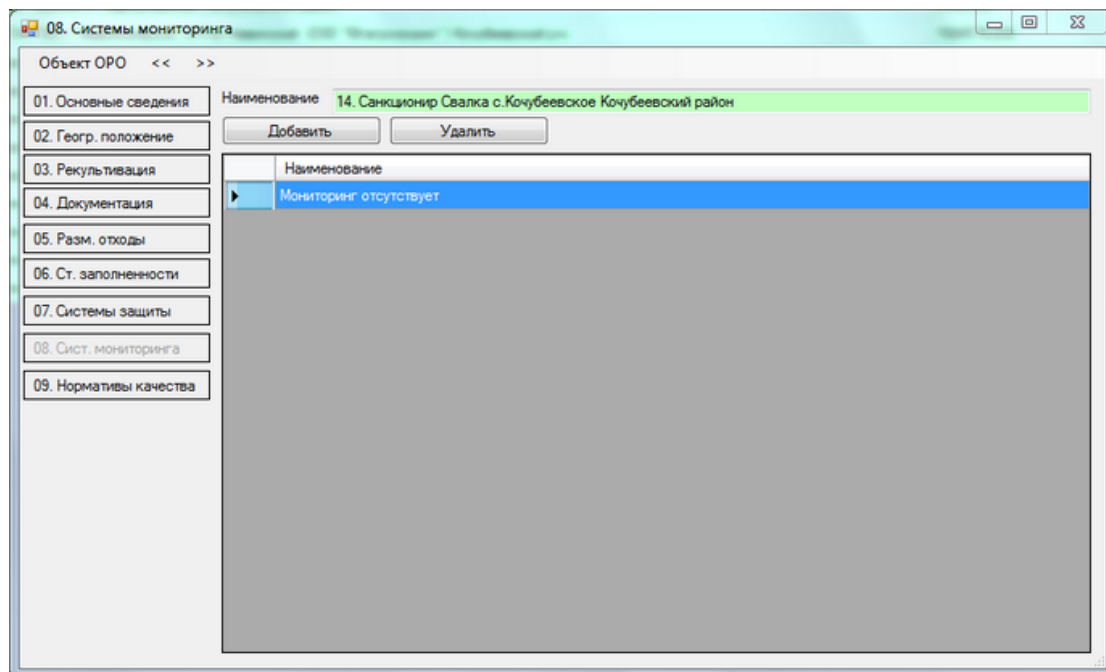 08. Системы мониторинга
Объект ОРО << >>
01. Основные сведения
02. Геогр. положение
03. Рекультивация
04. Документация
05. Разм. отходы
06. Ст. заполненности
07. Системы защиты
08. Сист. мониторинга
09. Нормативы качества
Наименование 14. Санкционир Свалка с.Кочубеевское Кочубеевский район
Добавить Удалить
Наименование
Мониторинг отсутствует